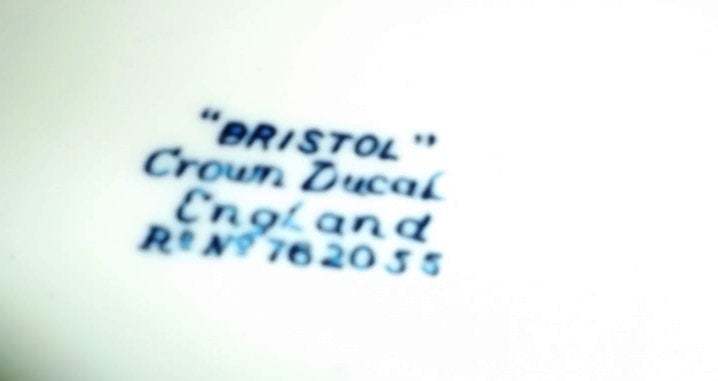 "BRISTOL"
Crown Ducal
England
Rᵈ Nº 762055